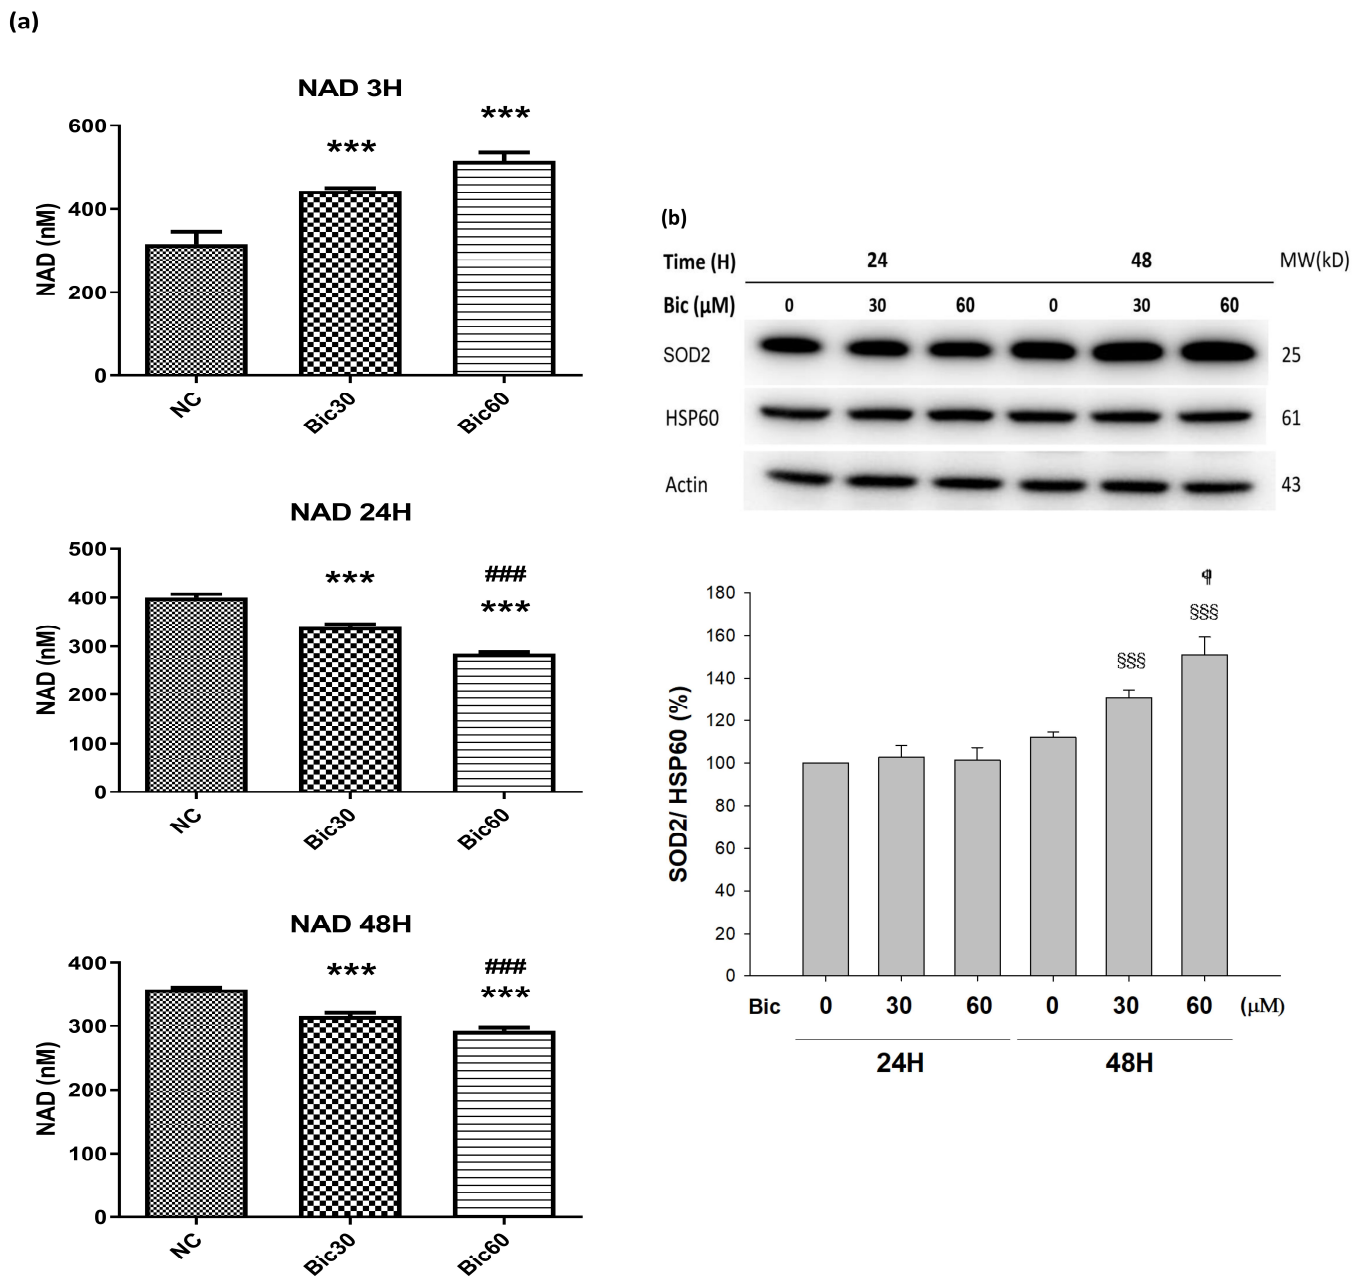 (a)
NAD 3H
***
***
600
400
200
0
NAD (nM)
NC
Bic30
Bic60
NAD 24H
***
###
***
500
400
300
200
100
0
NAD (nM)
NC
Bic30
Bic60
NAD 48H
***
###
***
400
300
200
100
0
NAD (nM)
NC
Bic30
Bic60
(b)
Time (H) 24 48 MW(kD)
Bic (µM) 0 30 60 0 30 60
SOD2 25
HSP60 61
Actin 43
¶
§§§
§§§
180
160
140
120
100
80
60
40
20
0
SOD2/ HSP60 (%)
Bic 0 30 60 0 30 60 (µM)
24H 48H